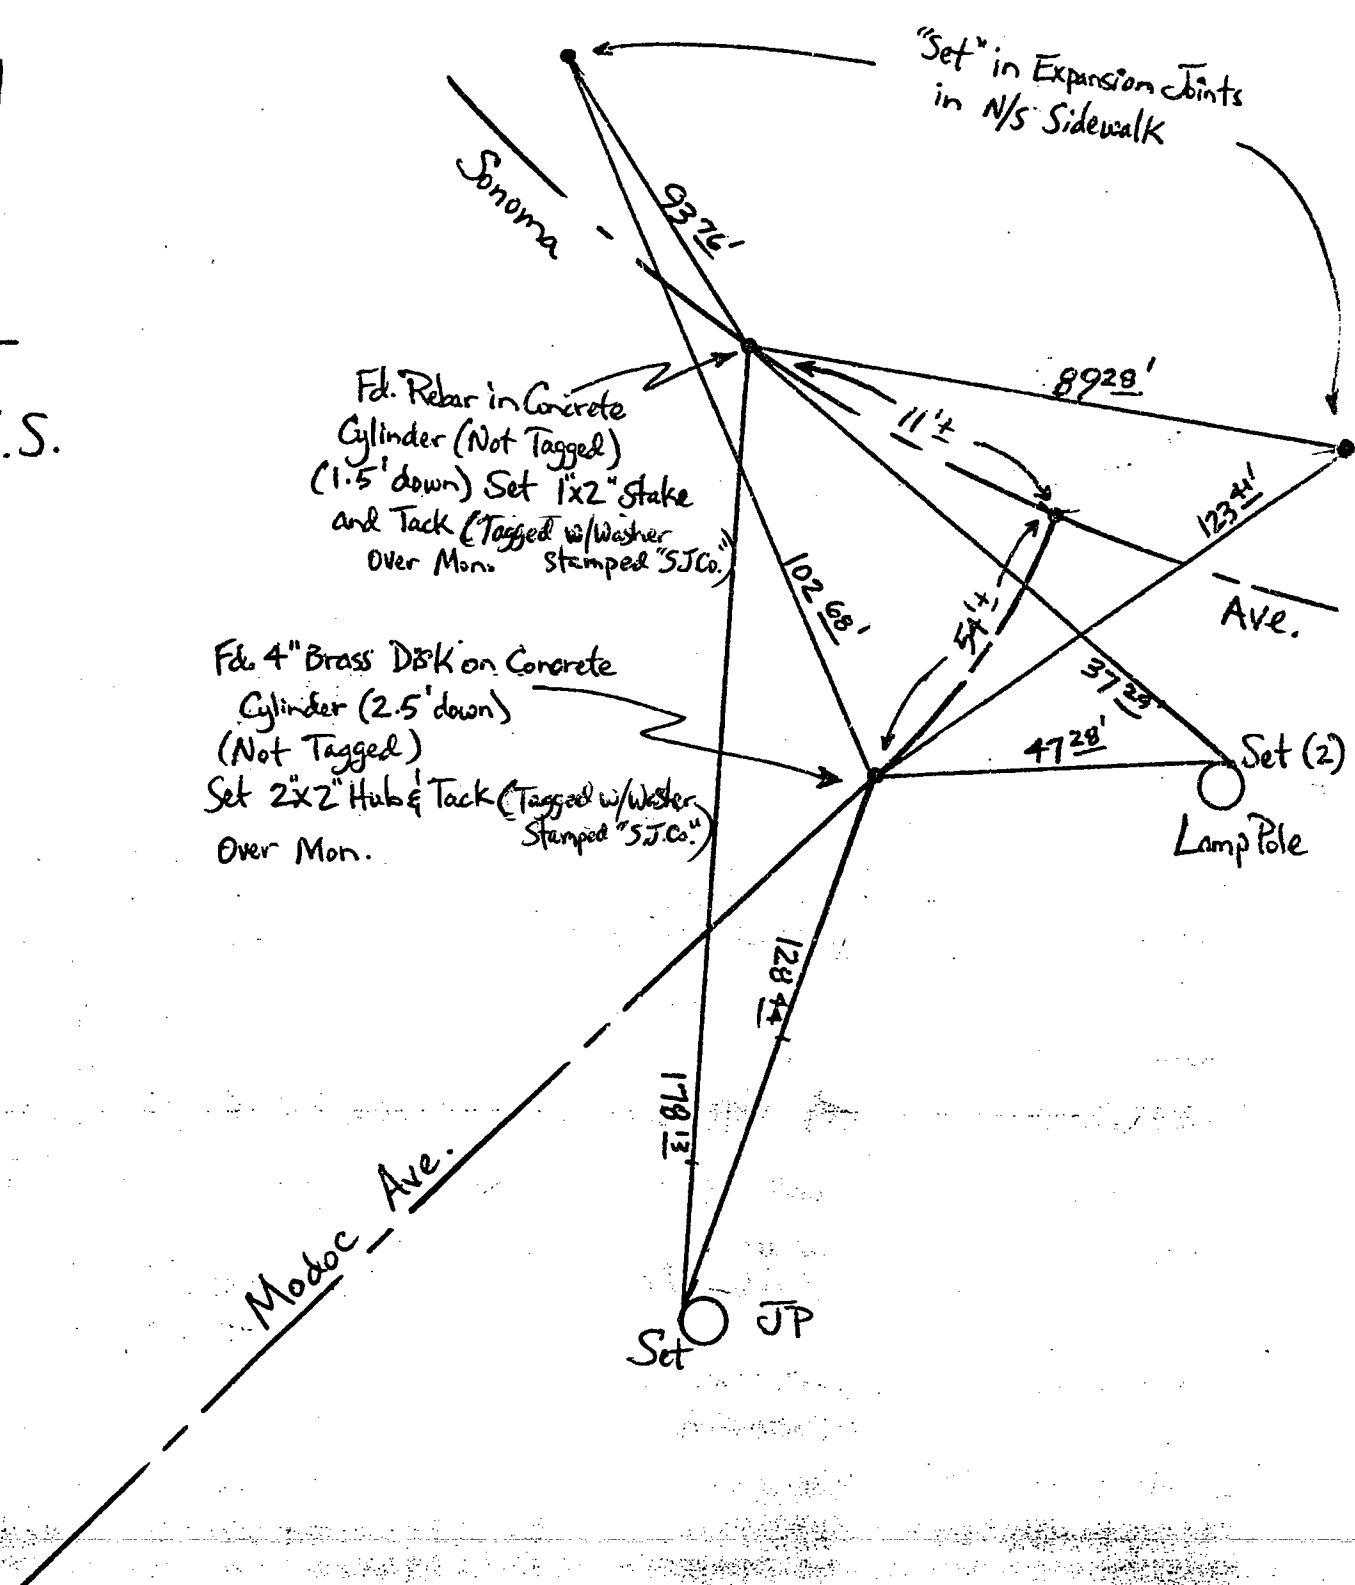 "Set" in Expansion Joints
in N/S Sidewalk
Sonoma
93 76'
89 28'
Fd. Rebar in Concrete
Cylinder (Not Tagged)
(1.5' down) Set 1"x2" Stake
and Tack (Tagged w/Washer
Over Mon. Stamped "SJCo.")
.S.
11'±
123 41'
102 68'
54'±
Ave.
Fd. 4" Brass Disk on Concrete
Cylinder (2.5' down)
(Not Tagged)
Set 2"x2" Hub & Tack (Tagged w/Washer
Stamped "S.J.Co.")
Over Mon.
37 29'
47 28'
Set (2)
Lamp Pole
128 44'
178 13'
Modoc Ave.
JP
Set